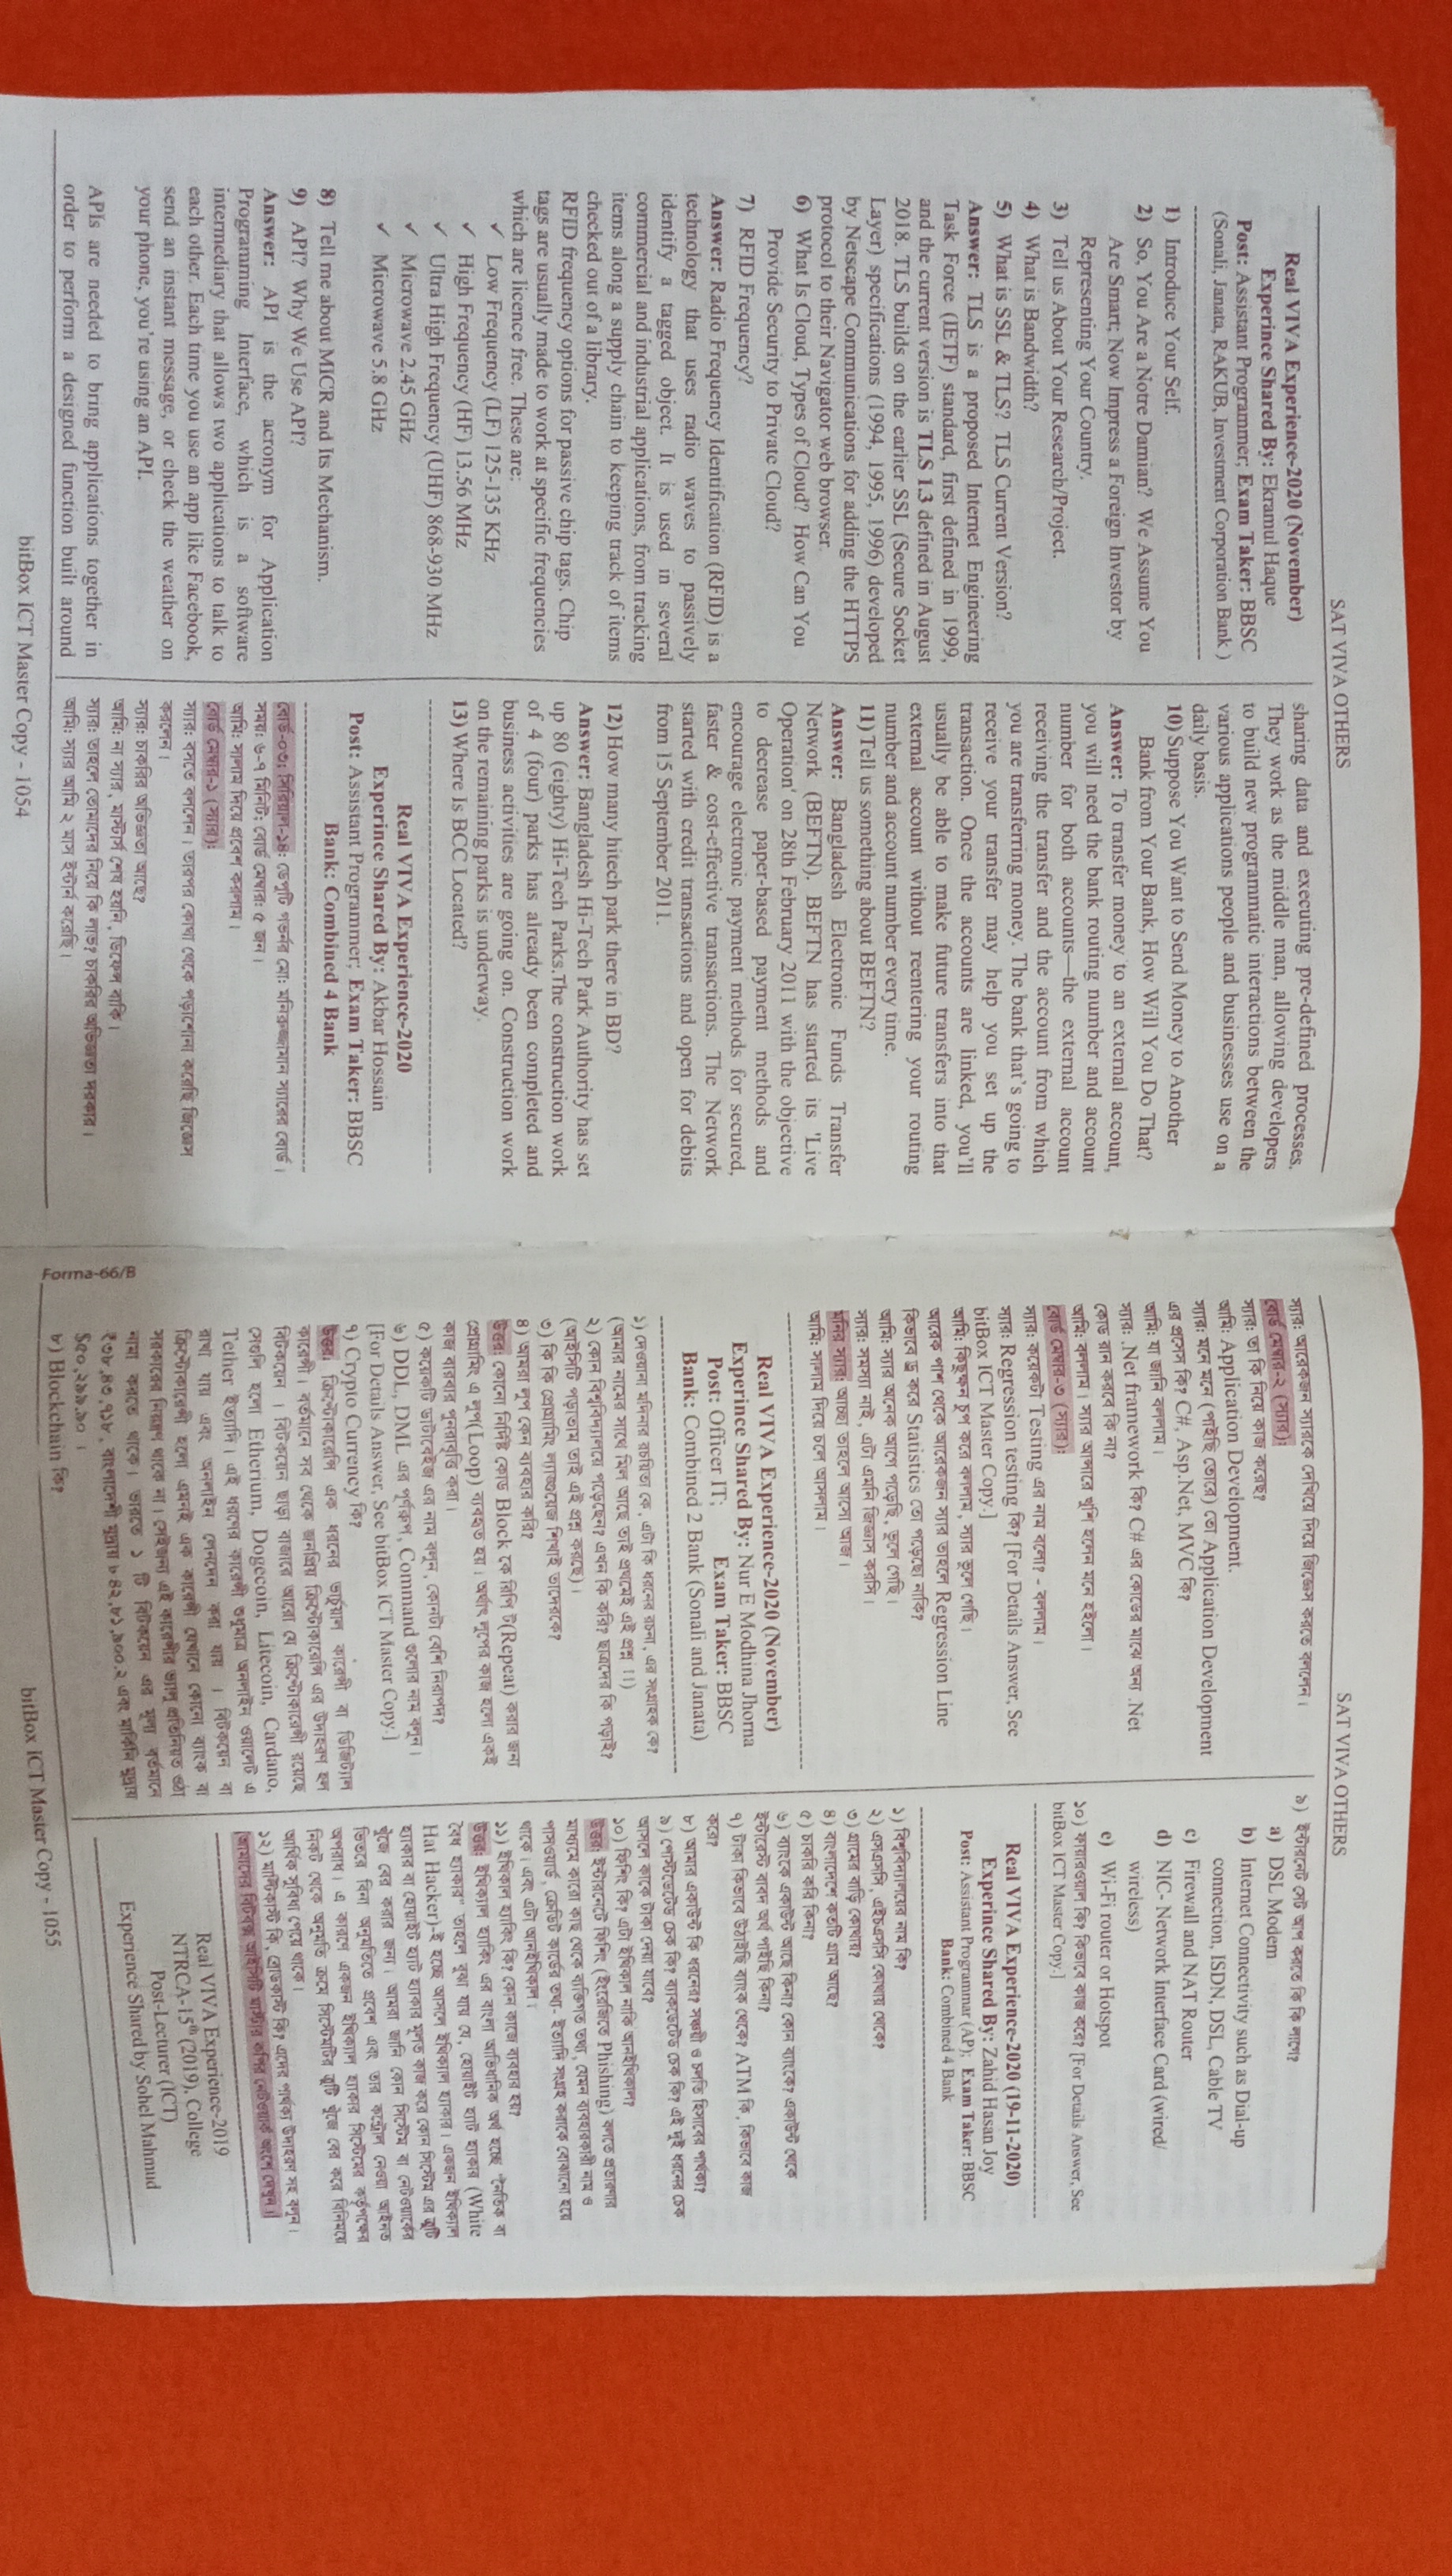 SAT VIVA OTHERS
Real VIVA Experience-2020 (November)
Experince Shared By: Ekramul Haque
Post: Assistant Programmer; Exam Taker: BBSC
(Sonali, Janata, RAKUB, Investment Corporation Bank )
1) Introduce Your Self.
2) So, You Are a Notre Damian? We Assume You
Are Smart; Now Impress a Foreign Investor by
Representing Your Country.
3) Tell us About Your Research/Project.
4) What is Bandwidth?
5) What is SSL & TLS? TLS Current Version?
Answer: TLS is a proposed Internet Engineering
Task Force (IETF) standard, first defined in 1999,
and the current version is TLS 1.3 defined in August
2018. TLS builds on the earlier SSL (Secure Socket
Layer) specifications (1994, 1995, 1996) developed
by Netscape Communications for adding the HTTPS
protocol to their Navigator web browser.
6) What Is Cloud, Types of Cloud? How Can You
Provide Security to Private Cloud?
7) RFID Frequency?
Answer: Radio Frequency Identification (RFID) is a
technology that uses radio waves to passively
identify a tagged object. It is used in several
commercial and industrial applications, from tracking
items along a supply chain to keeping track of items
checked out of a library.
RFID frequency options for passive chip tags. Chip
tags are usually made to work at specific frequencies
which are licence free. These are:
✓ Low Frequency (LF) 125-135 KHz
✓ High Frequency (HF) 13.56 MHz
✓ Ultra High Frequency (UHF) 868-930 MHz
✓ Microwave 2.45 GHz
✓ Microwave 5.8 GHz
8) Tell me about MICR and Its Mechanism.
9) API? Why We Use API?
Answer: API is the acronym for Application
Programming Interface, which is a software
intermediary that allows two applications to talk to
each other. Each time you use an app like Facebook,
send an instant message, or check the weather on
your phone, you're using an API.
APIs are needed to bring applications together in
order to perform a designed function built around
sharing data and executing pre-defined processes.
They work as the middle man, allowing developers
to build new programmatic interactions between the
various applications people and businesses use on a
daily basis.
10) Suppose You Want to Send Money to Another
Bank from Your Bank, How Will You Do That?
Answer: To transfer money to an external account,
you will need the bank routing number and account
number for both accounts—the external account
receiving the transfer and the account from which
you are transferring money. The bank that's going to
receive your transfer may help you set up the
transaction. Once the accounts are linked, you'll
usually be able to make future transfers into that
external account without reentering your routing
number and account number every time.
11) Tell us something about BEFTN?
Answer: Bangladesh Electronic Funds Transfer
Network (BEFTN). BEFTN has started its 'Live
Operation' on 28th February 2011 with the objective
to decrease paper-based payment methods and
encourage electronic payment methods for secured,
faster & cost-effective transactions. The Network
started with credit transactions and open for debits
from 15 September 2011.
12) How many hitech park there in BD?
Answer: Bangladesh Hi-Tech Park Authority has set
up 80 (eighty) Hi-Tech Parks.The construction work
of 4 (four) parks has already been completed and
business activities are going on. Construction work
on the remaining parks is underway.
13) Where Is BCC Located?
Real VIVA Experience-2020
Experince Shared By: Akbar Hossain
Post: Assistant Programmer; Exam Taker: BBSC
Bank: Combined 4 Bank
বোর্ড-০৩; সিরিয়াল-১৪: ডেপুটি গভর্নর মো: মনিরুজ্জামান স্যারের বোর্ড।
সময়: ৬-৭ মিনিট; বোর্ড মেম্বার: ৫ জন।
আমি: সালাম দিয়ে প্রবেশ করলাম।
বোর্ড মেম্বার-১ (স্যার):
স্যার: বসতে বললেন। তারপর কোথা থেকে পড়াশোনা করেছি জিজ্ঞেস
করলেন।
স্যার: চাকরির অভিজ্ঞতা আছে?
আমি: না স্যার, মাস্টার্স শেষ হয়নি, ডিফেন্স বাকি।
স্যার: তাহলে তোমাদের নিয়ে কি লাভ? চাকরির অভিজ্ঞতা দরকার।
আমি: স্যার আমি ২ মাস ইন্টার্ন করেছি।
bitBox ICT Master Copy - 1054
SAT VIVA OTHERS
স্যার: আরেকজন স্যারকে দেখিয়ে দিয়ে জিজ্ঞেস করতে বললেন।
বোর্ড মেম্বার-২ (স্যার):
স্যার: তা কি নিয়ে কাজ করেছ?
আমি: Application Development.
স্যার: মনে মনে (পাইছি তোরে) তো Application Development
এর প্রসেস কি? C#, Asp.Net, MVC কি?
আমি: যা জানি বললাম।
স্যার: .Net framework কি? C# এর কোডের মাঝে অন্য .Net
কোড রান করবে কি না?
আমি: বললাম। স্যার আন্সারে খুশি হলেন মনে হইলো।
বোর্ড মেম্বার-৩ (স্যার):
স্যার: কয়েকটা Testing এর নাম বলো? - বললাম।
স্যার: Regression testing কি? [For Details Answer, See
bitBox ICT Master Copy.]
আমি: কিছুক্ষন চুপ করে বললাম, স্যার ভুলে গেছি।
আরেক পাশ থেকে আরেকজন স্যার তাহলে Regression Line
কিভাবে ড্র করে Statistics তো পড়েছো নাকি?
আমি: স্যার অনেক আগে পড়েছি, ভুলে গেছি।
স্যার: সমস্যা নাই, এটা এমনি জিজ্ঞাস করসি।
মনির স্যার: আচ্ছা তাহলে আসো আজ।
আমি: সালাম দিয়ে চলে আসলাম।
Real VIVA Experience-2020 (November)
Experince Shared By: Nur E Modhina Jhorna
Post: Officer IT; Exam Taker: BBSC
Bank: Combined 2 Bank (Sonali and Janata)
১) দেওয়ানা মদিনার রচয়িতা কে, এটা কি ধরনের রচনা, এর সংগ্রাহক কে?
(আমার নামের সাথে মিল আছে তাই প্রথমেই এই প্রশ্ন !!)
২) কোন বিশ্ববিদ্যালয়ে পড়েছেন? এখন কি করি? ছাত্রদের কি পড়াই?
(আইসিটি পড়াতাম তাই এই প্রশ্ন করছে)।
৩) কি কি প্রোগ্রামিং ল্যাঙ্গুয়েজ শিখাই তাদেরকে?
৪) আমরা লুপ কেন ব্যবহার করি?
উত্তর: কোনো নির্দিষ্ট কোড Block কে রিপি ট(Repeat) করার জন্য
প্রোগ্রামিং এ লুপ(Loop) ব্যবহৃত হয়। অর্থাৎ লুপের কাজ হলো একই
কাজ বারবার পুনরাবৃত্তি করা।
৫) কয়েকটি ডাটাবেইজ এর নাম বলুন, কোনটা বেশি নিরাপদ?
৬) DDL, DML এর পূর্ণরুপ, Command গুলোর নাম বলুন।
[For Details Answer, See bitBox ICT Master Copy.]
৭) Crypto Currency কি?
উত্তর: ক্রিপ্টোকারেন্সি এক ধরনের ভার্চুয়াল কারেন্সী বা ডিজিট্যাল
কারেন্সী। বর্তমানে সব থেকে জনপ্রিয় ক্রিপ্টোকারেন্সি এর উদাহরণ হল
বিটকয়েন । বিটকয়েন ছাড়া বাজারে আরো যে ক্রিপ্টোকারেন্সী রয়েছে
সেগুলি হলো Etherium, Dogecoin, Litecoin, Cardano,
Tether ইত্যাদি। এই ধরণের কারেন্সী শুধুমাত্র অনলাইন ওয়ালেট এ
রাখা যায় এবং অনলাইন লেনদেন করা যায় । বিটকয়েন বা
ক্রিপ্টোকারেন্সী হলো এমনই এক কারেন্সী যেখানে কোনো ব্যাংক বা
সরকারের নিয়ন্ত্রণ থাকে না। সেইজন্য এই কারেন্সীর ভ্যালু প্রতিনিয়ত ওঠা
নামা করতে থাকে। ভারতে ১ টি বিটকয়েন এর মূল্য বর্তমানে
₹৩৮,৪৩,৭১৮, বাংলাদেশী মুদ্রায় ৮ ৪২,৮১,৯০০.২ এবং মার্কিনি মুদ্রায়
$৫০,২৯৯.৯০ ।
৮) Blockchain কি?
Forma-66/B
৯) ইন্টারনেট সেট আপ করতে কি কি লাগে?
a) DSL Modem
b) Internet Connectivity such as Dial-up
connection, ISDN, DSL, Cable TV
c) Firewall and NAT Router
d) NIC- Network Interface Card (wired/
wireless)
e) Wi-Fi router or Hotspot
১০) ফায়ারওয়াল কি? কিভাবে কাজ করে? [For Details Answer, See
bitBox ICT Master Copy.]
Real VIVA Experience-2020 (19-11-2020)
Experince Shared By: Zahid Hasan Joy
Post: Assistant Programmar (AP); Exam Taker: BBSC
Bank: Combined 4 Bank
১) বিশ্ববিদ্যালয়ের নাম কি?
২) এসএসসি, এইচএসসি কোথায় থেকে?
৩) গ্রামের বাড়ি কোথায়?
৪) বাংলাদেশে কতটি গ্রাম আছে?
৫) চাকরি করি কিনা?
৬) ব্যাংকে একাউন্ট আছে কিনা? কোন ব্যাংকে? একাউন্ট থেকে
ইন্টারেস্ট বাবদ অর্থ পাইছি কিনা?
৭) টাকা কিভাবে উঠাইছি ব্যাংক থেকে? ATM কি, কিভাবে কাজ
করে?
৮) আমার একাউন্ট কি ধরনের? সঞ্চয়ী ও চলতি হিসাবের পার্থক্য?
৯) পোস্টডেটেড চেক কি? ব্যাকডেটেড চেক কি? এই দুই ধরনের চেক
আসলে কাকে টাকা দেয়া যাবে?
১০) ফিশিং কি? এটা ইথিকাল নাকি আনইথিকাল?
উত্তর: ইন্টারনেটে ফিশিং (ইংরেজিতে Phishing) বলতে প্রতারণার
মাধ্যমে কারো কাছ থেকে ব্যক্তিগত তথ্য, যেমন ব্যবহারকারী নাম ও
পাসওয়ার্ড, ক্রেডিট কার্ডের তথ্য- ইত্যাদি সংগ্রহ করাকে বোঝানো হয়ে
থাকে। এবং এটা আনইথিকাল।
১১) ইথিকাল হ্যাকিং কি? কোন কাজে ব্যবহার হয়?
উত্তর: ইথিক্যাল হ্যাকিং এর বাংলা আভিধানিক অর্থ হচ্ছে "নৈতিক বা
বৈধ হ্যাকার" তাহলে বুঝা যায় যে, হোয়াইট হ্যাট হ্যাকার (White
Hat Hacker)-ই হচ্ছে আসলে ইথিক্যাল হ্যাকার। একজন ইথিক্যাল
হ্যাকার বা হোয়াইট হ্যাট হ্যাকার মূলত কাজ করে কোন সিস্টেম এর ত্রুটি
খুঁজে বের করার জন্য। আমরা জানি কোন সিস্টেম বা নেটওয়ার্কের
ভিতরে বিনা অনুমতিতে প্রবেশ এবং তার কন্ট্রোল নেওয়া আইনত
অপরাধ। এ কারণে একজন ইথিক্যাল হ্যাকার সিস্টেমের কর্তৃপক্ষের
নিকট থেকে অনুমতি ক্রমে সিস্টেমটির ত্রুটি খুঁজে বের করে বিনিময়ে
আর্থিক সুবিধা পেয়ে থাকে।
১২) মাল্টিকাস্ট কি, ব্রোডকাস্ট কি? এদের পার্থক্য উদাহরণ সহ বলুন।
[আমাদের বিটবক্স আইসিটি মাস্টার কপির নেটওয়ার্ক অংশে দেখুন।]
Real VIVA Experience-2019
NTRCA-15th (2019), College
Post-Lecturer (ICT)
Experience Shared by Sohel Mahmud
bitBox ICT Master Copy - 1055